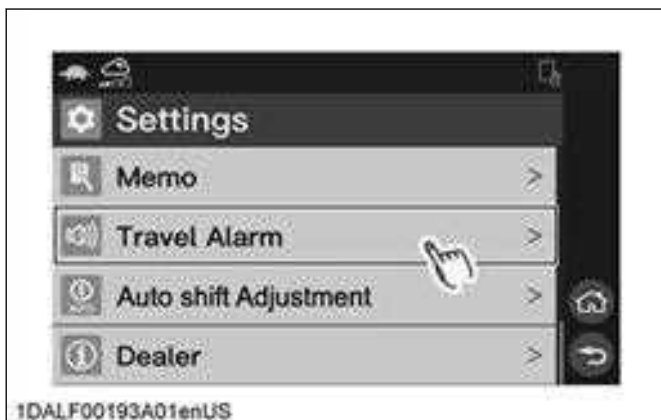 Settings
Memo >
Travel Alarm >
Auto shift Adjustment >
Dealer >
1DALF00193A01enUS